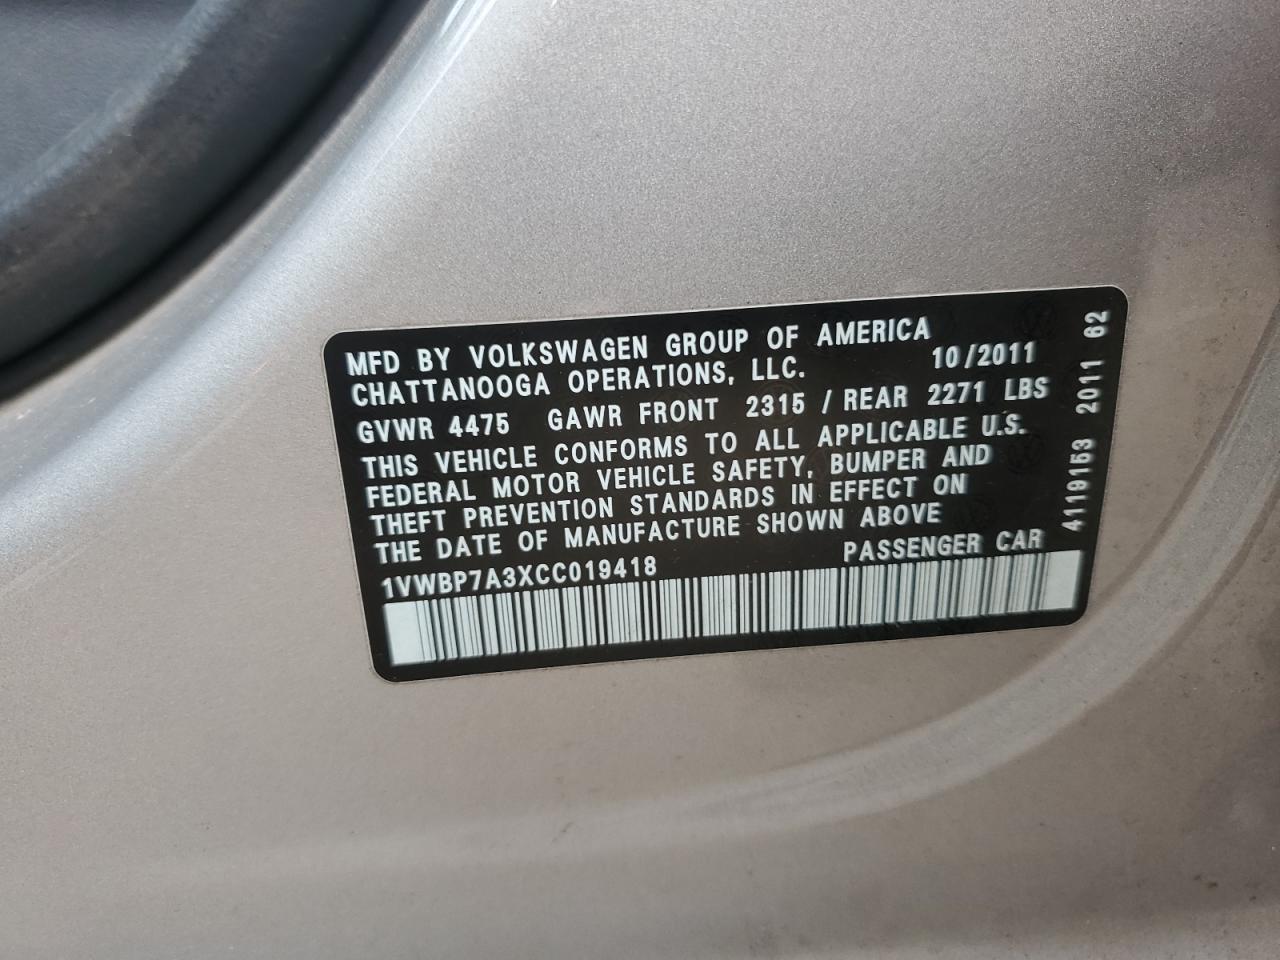 MFD BY VOLKSWAGEN GROUP OF AMERICA
CHATTANOOGA OPERATIONS, LLC. 10/2011
GVWR 4475 GAWR FRONT 2315 / REAR 2271 LBS
THIS VEHICLE CONFORMS TO ALL APPLICABLE U.S.
FEDERAL MOTOR VEHICLE SAFETY, BUMPER AND
THEFT PREVENTION STANDARDS IN EFFECT ON
THE DATE OF MANUFACTURE SHOWN ABOVE
1VWBP7A3XCC019418 PASSENGER CAR
4119153 2011 62